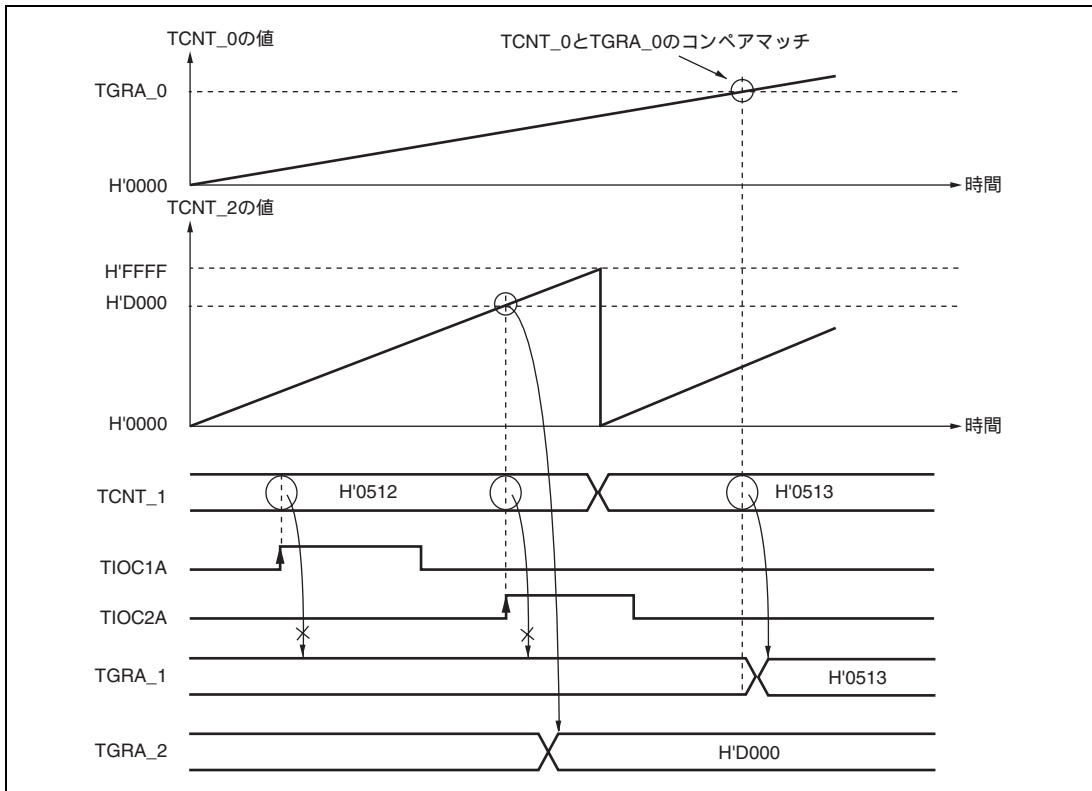 TCNT_0の値
TCNT_0とTGRA_0のコンペアマッチ
TGRA_0
H'0000
時間
TCNT_2の値
H'FFFF
H'D000
H'0000
時間
TCNT_1
H'0512
H'0513
TIOC1A
TIOC2A
TGRA_1
H'0513
TGRA_2
H'D000